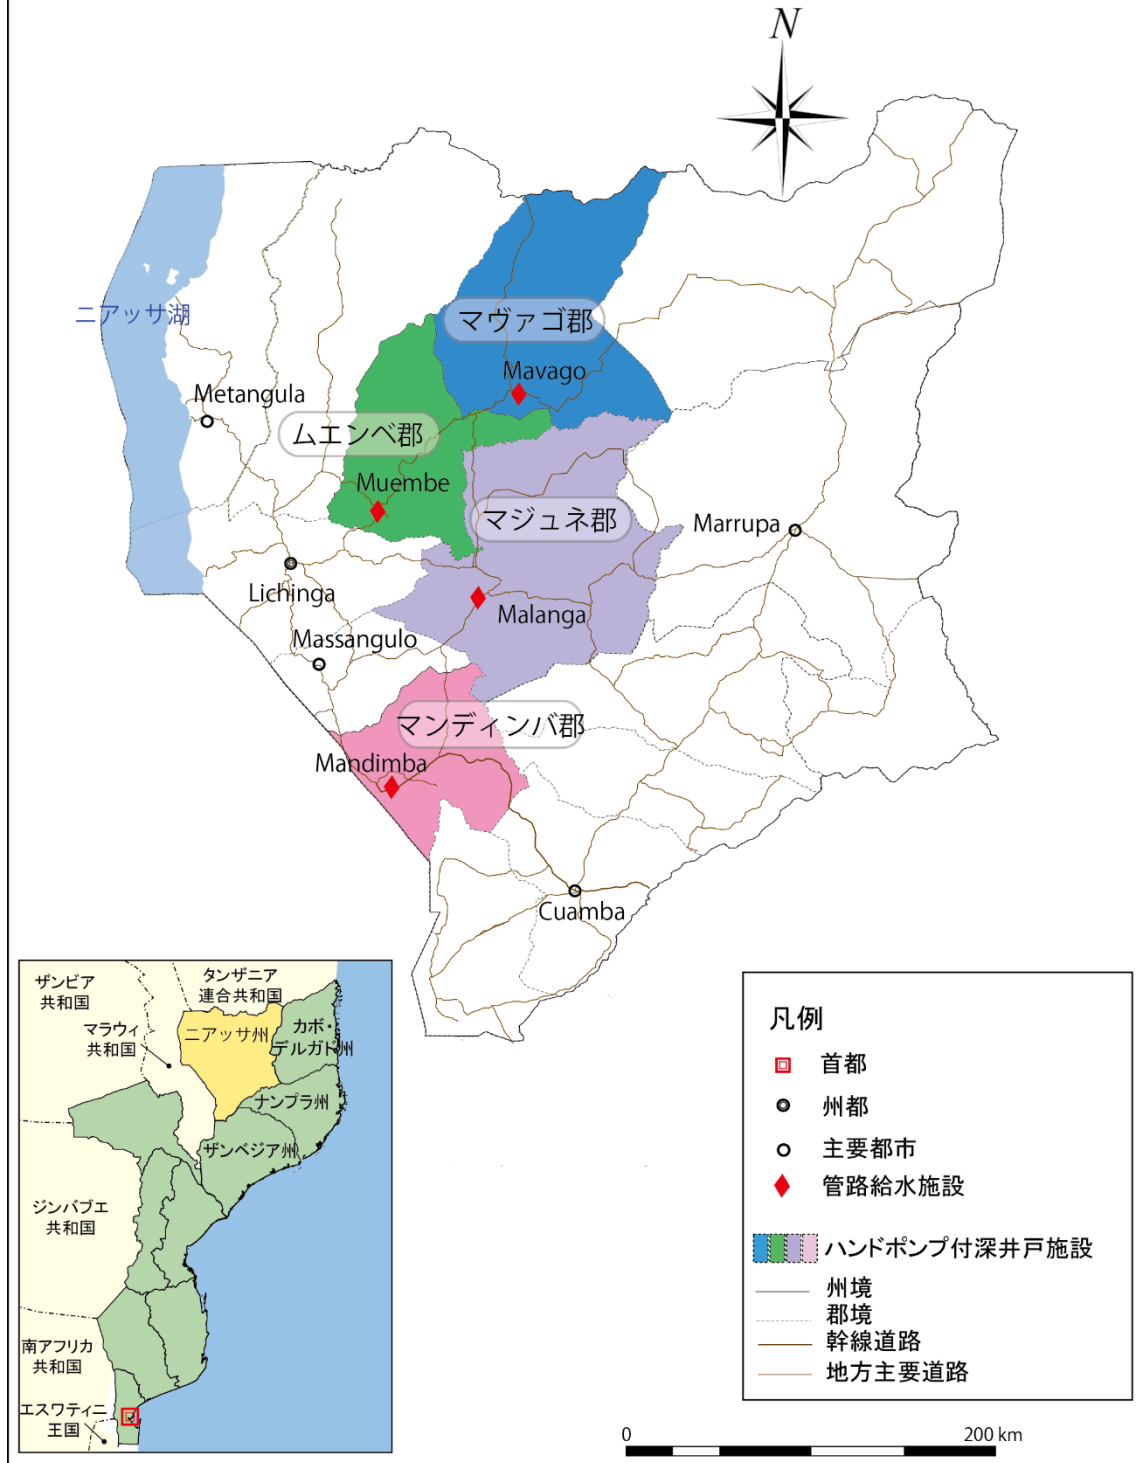 N
ニアッサ湖
マヴァゴ郡
Mavago
Metangula
ムエンベ郡
Muembe
マジュネ郡
Marrupa
Lichinga
Malanga
Massangulo
マンディンバ郡
Mandimba
Cuamba
ザンビア
共和国
タンザニア
連合共和国
マラウィ
共和国
ニアッサ州
カボ・
デルガド州
ナンプラ州
ザンベジア州
ジンバブエ
共和国
南アフリカ
共和国
エスワティニ
王国
凡例
首都
州都
主要都市
管路給水施設
ハンドポンプ付深井戸施設
州境
郡境
幹線道路
地方主要道路
0
200 km